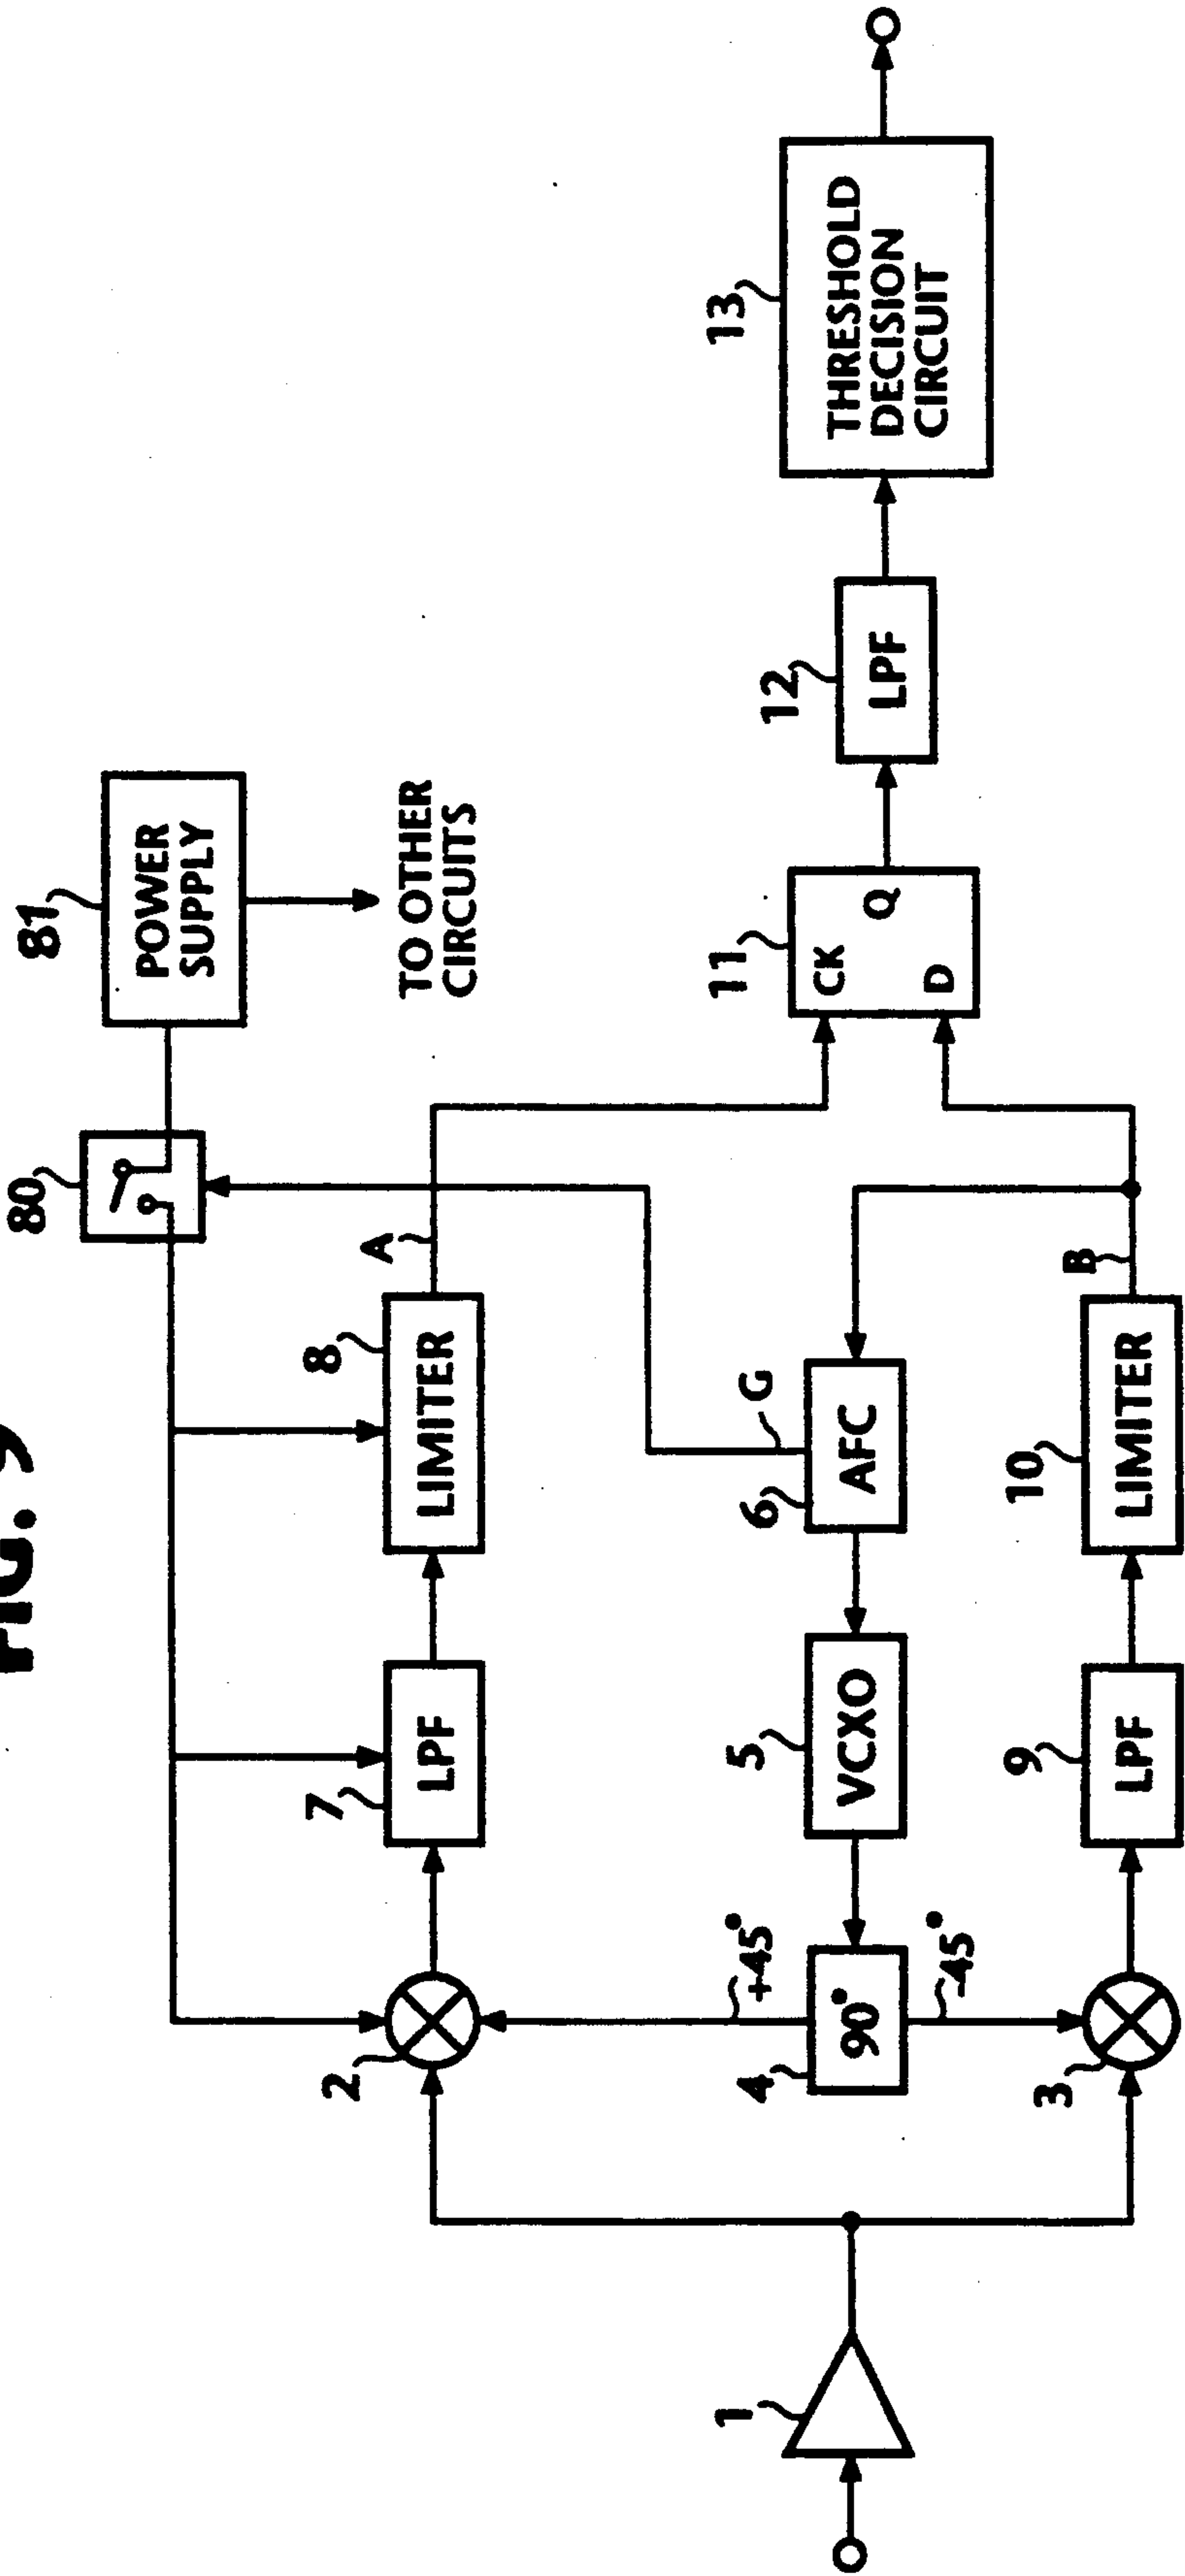 FIG. 9
81
POWER
SUPPLY
80
TO OTHER
CIRCUITS
A
8
LIMITER
7
LPF
2
+45°
4
90°
-45°
5
VCXO
6
AFC
G
1
3
9
LPF
10
LIMITER
B
11
CK
Q
D
12
LPF
13
THRESHOLD
DECISION
CIRCUIT